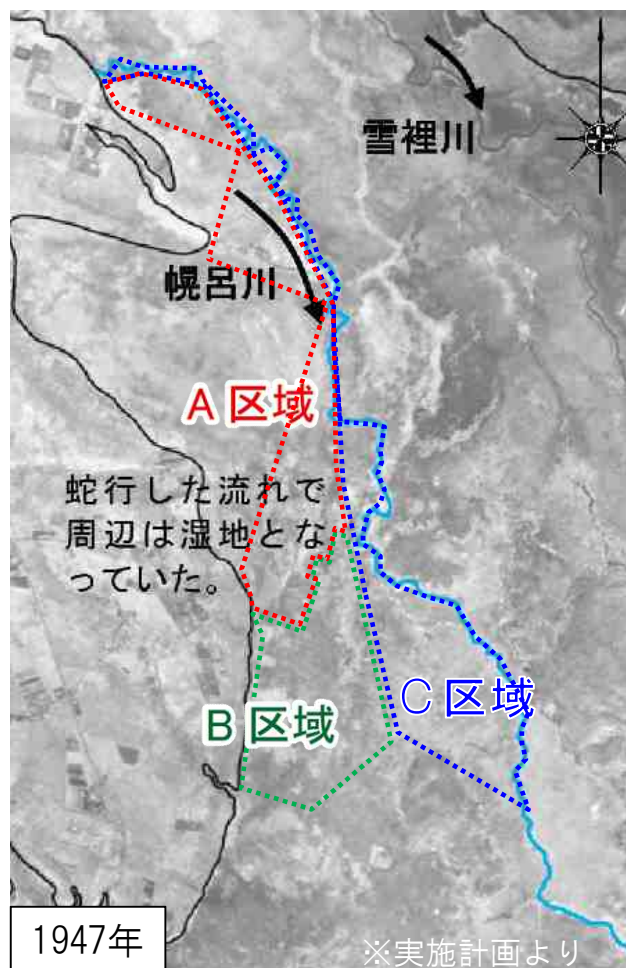 雪裡川
幌呂川
A区域
蛇行した流れで
周辺は湿地とな
っていた。
C区域
B区域
1947年
※実施計画より